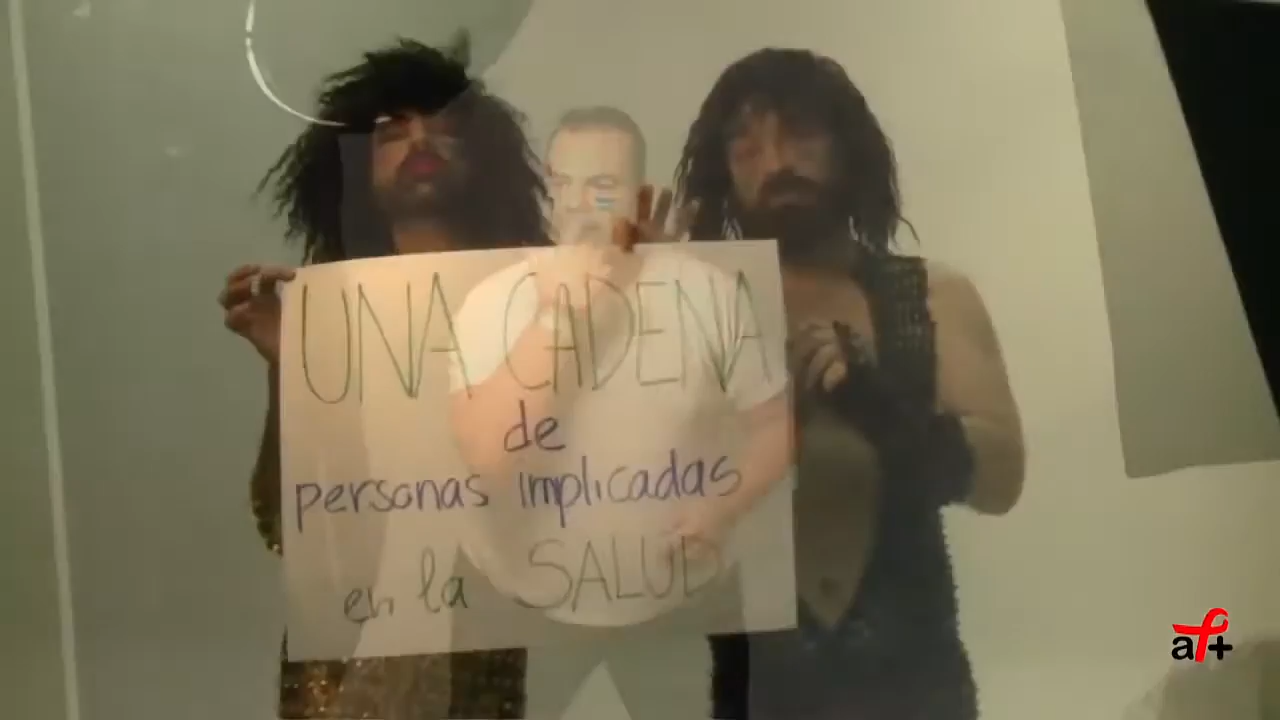 UNA CADENA
de
personas implicadas
en la SALUD
af+